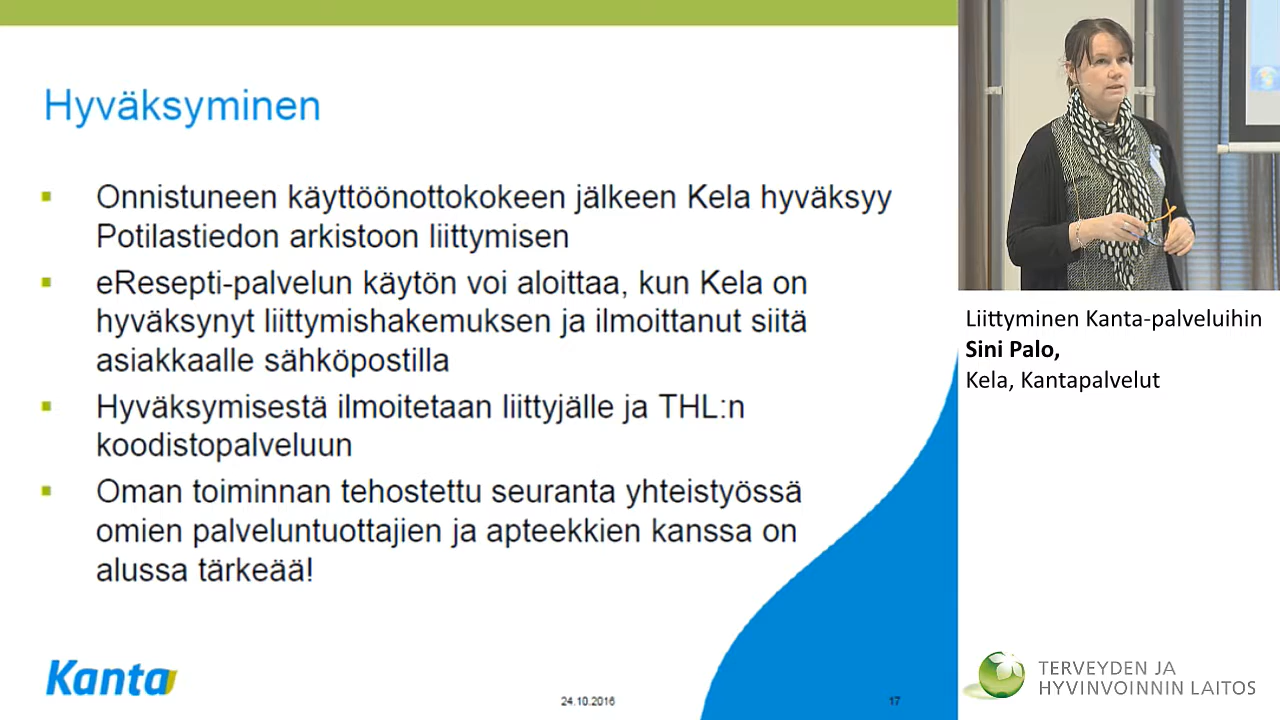 Hyväksyminen
Onnistuneen käyttöönottokokeen jälkeen Kela hyväksyy
Potilastiedon arkistoon liittymisen
eResepti-palvelun käytön voi aloittaa, kun Kela on
hyväksynyt liittymishakemuksen ja ilmoittanut siitä
asiakkaalle sähköpostilla
Hyväksymisestä ilmoitetaan liittyjälle ja THL:n
koodistopalveluun
Oman toiminnan tehostettu seuranta yhteistyössä
omien palveluntuottajien ja apteekkien kanssa on
alussa tärkeää!
Kanta
24.10.2016
17
Liittyminen Kanta-palveluihin
Sini Palo,
Kela, Kantapalvelut
TERVEYDEN JA
HYVINVOINNIN LAITOS